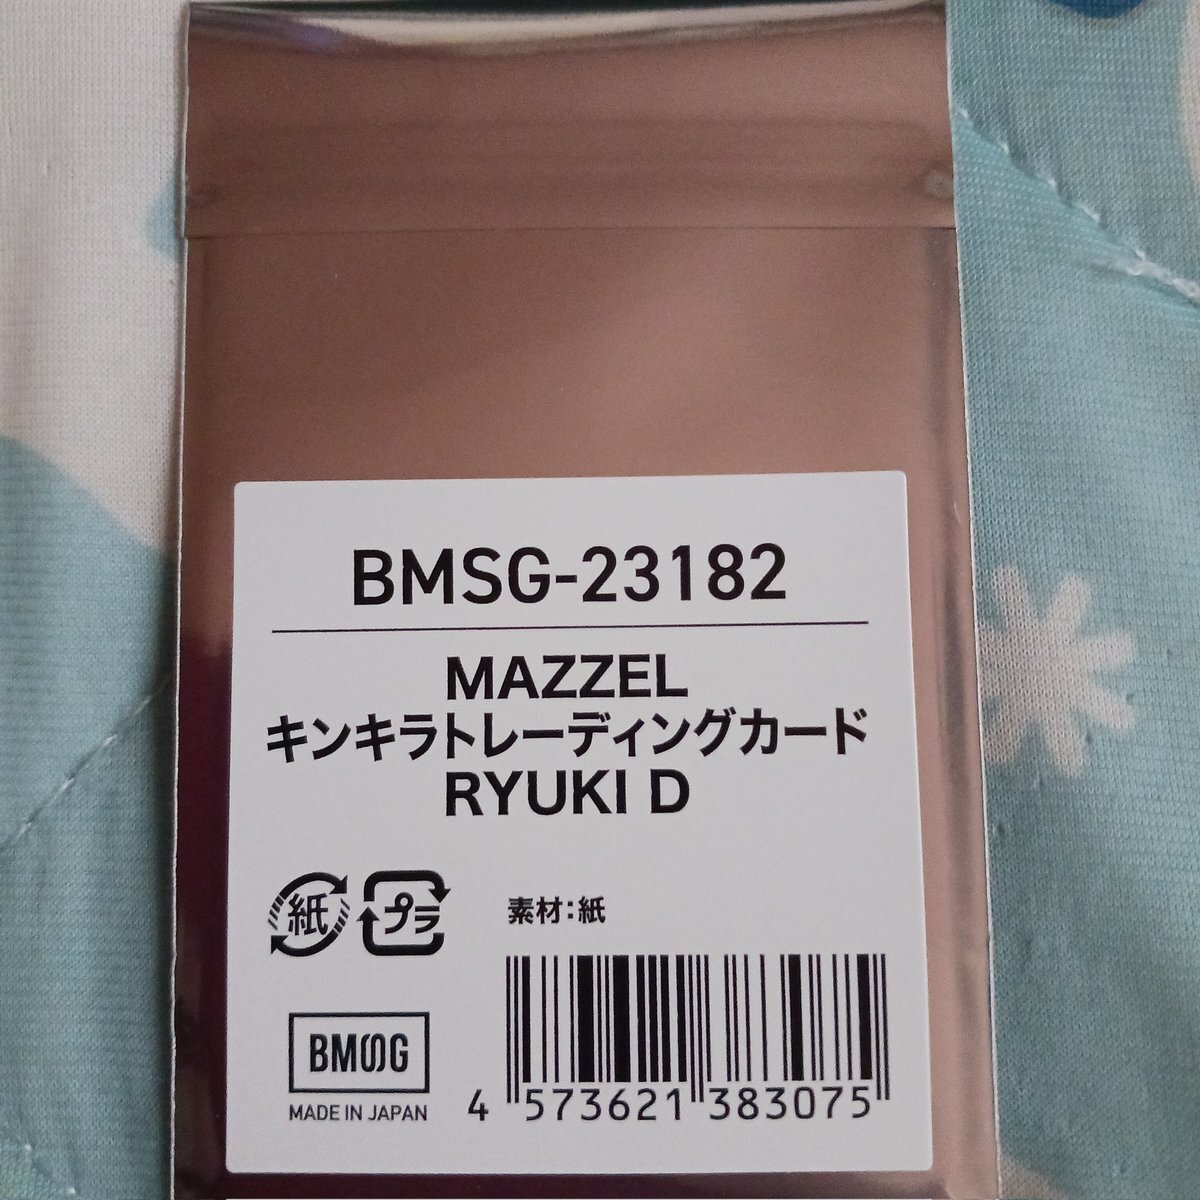 BMSG-23182
MAZZEL
キンキラトレーディングカード
RYUKI D
紙
プラ
素材:紙
BMSG
MADE IN JAPAN
4 573621 383075